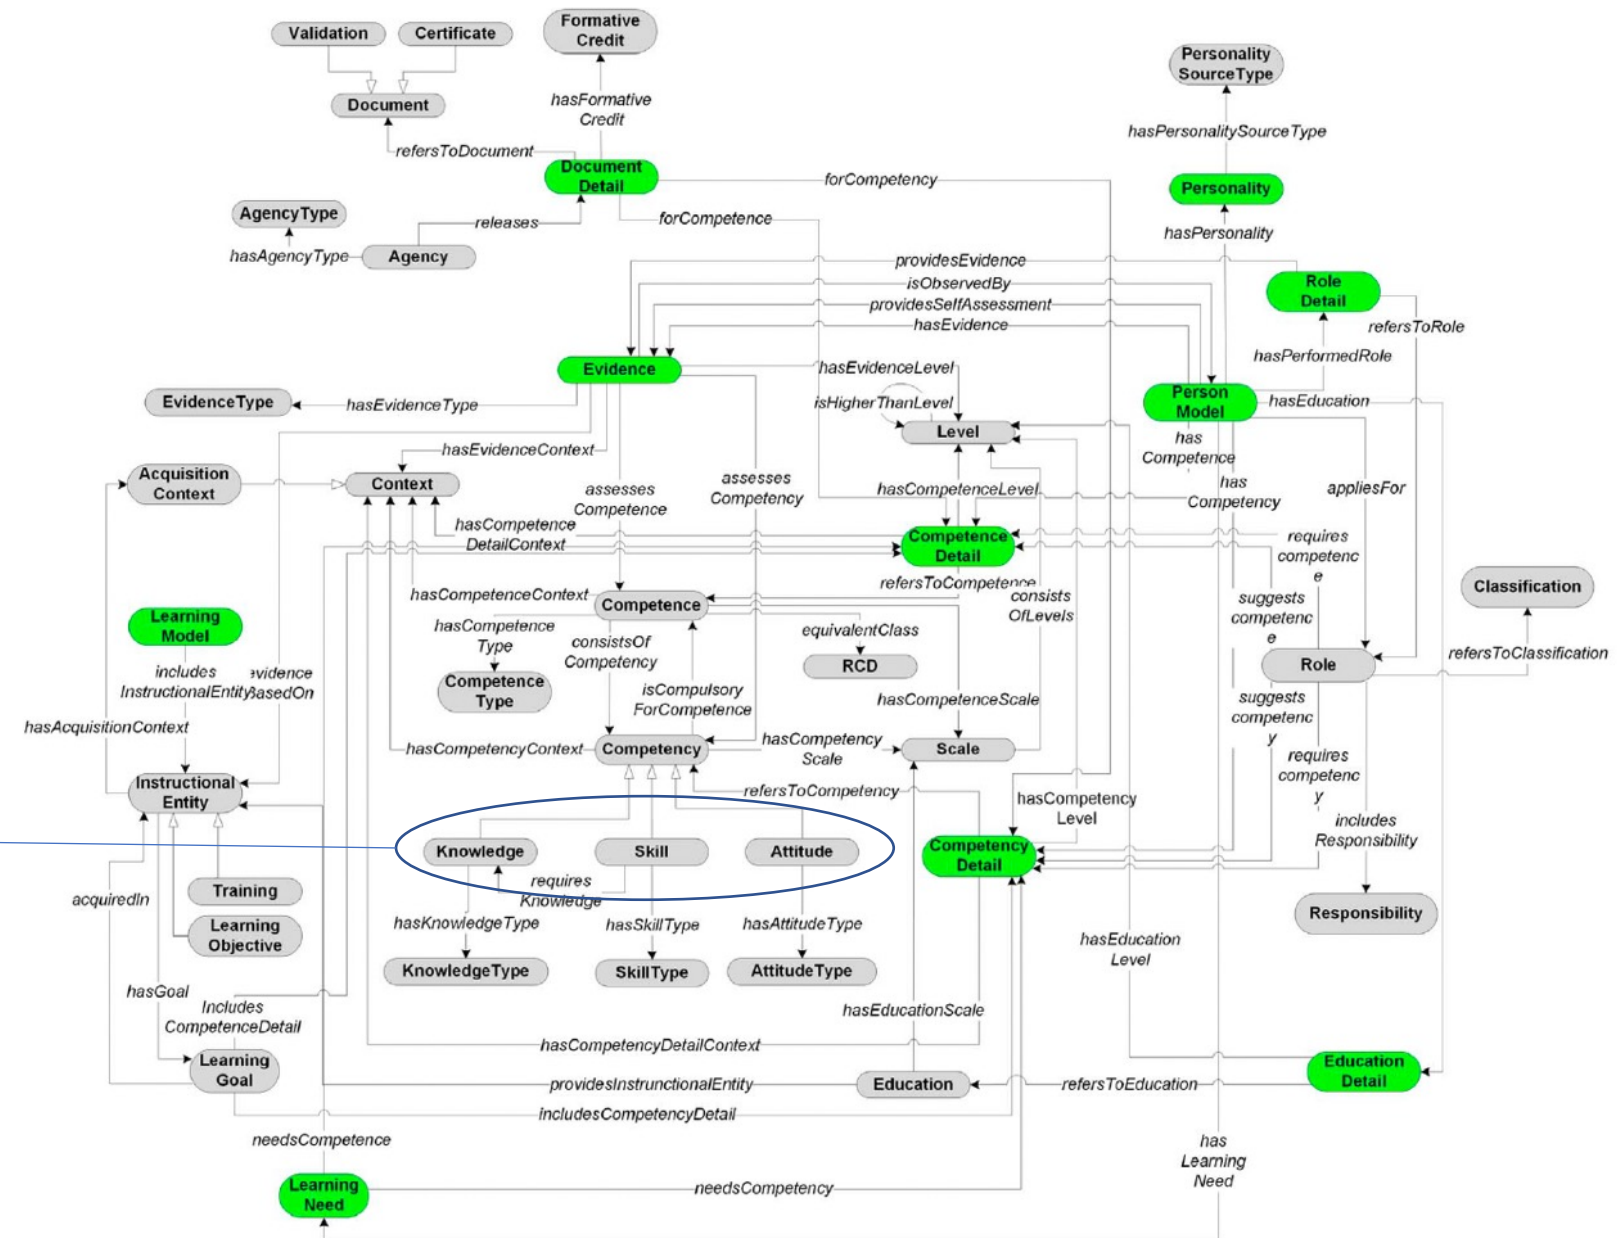 Validation
Certificate
Formative
Credit
Personality
SourceType
Document
hasFormative
Credit
hasPersonalitySourceType
refersToDocument
Document
Detail
forCompetency
Personality
AgencyType
releases
forCompetence
hasPersonality
hasAgencyType
Agency
providesEvidence
isObservedBy
providesSelfAssessment
hasEvidence
Role
Detail
refersToRole
hasPerformedRole
Evidence
hasEvidenceLevel
EvidenceType
hasEvidenceType
isHigherThanLevel
Person
Model
hasEducation
Level
has
Competence
hasEvidenceContext
Acquisition
Context
Context
assesses
Competence
assesses
Competency
hasCompetenceLevel
has
Competency
appliesFor
hasCompetence
DetailContext
Competence
Detail
requires
competenc
e
refersToCompetence
hasCompetenceContext
Competence
consists
OfLevels
suggests
competenc
e
Classification
Learning
Model
hasCompetence
Type
consistsOf
Competency
equivalentClass
RCD
Role
refersToClassification
includes
InstructionalEntity
evidence
BasedOn
Competence
Type
isCompulsory
ForCompetence
hasCompetenceScale
suggests
competenc
y
hasAcquisitionContext
hasCompetencyContext
Competency
hasCompetency
Scale
Scale
requires
competenc
y
Instructional
Entity
refersToCompetency
hasCompetency
Level
includes
Responsibility
Knowledge
Skill
Attitude
Competency
Detail
requires
Knowledge
acquiredIn
Training
Learning
Objective
hasKnowledgeType
hasSkillType
hasAttitudeType
Responsibility
hasEducation
Level
KnowledgeType
SkillType
AttitudeType
hasGoal
Includes
CompetenceDetail
hasEducationScale
hasCompetencyDetailContext
Learning
Goal
providesInstrunctionalEntity
Education
refersToEducation
Education
Detail
includesCompetencyDetail
needsCompetence
has
Learning
Need
Learning
Need
needsCompetency